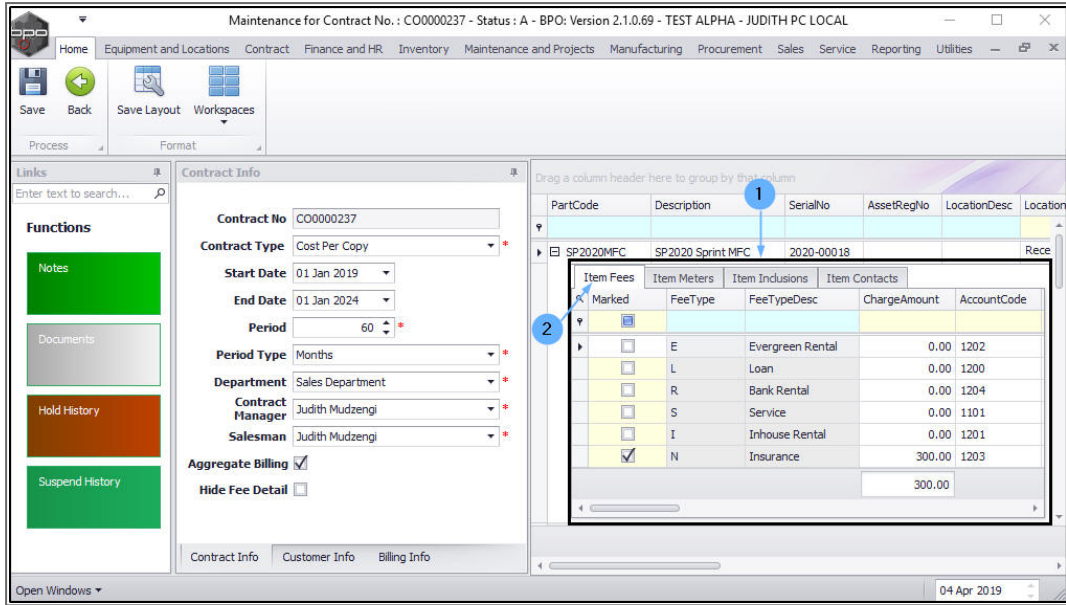 bpo
Maintenance for Contract No. : CO0000237 - Status : A - BPO: Version 2.1.0.69 - TEST ALPHA - JUDITH PC LOCAL
Home Equipment and Locations Contract Finance and HR Inventory Maintenance and Projects Manufacturing Procurement Sales Service Reporting Utilities
Save Back Save Layout Workspaces
Process Format
Links
Enter text to search...
Functions
Notes
Documents
Hold History
Suspend History
Contract Info
Contract No CO0000237
Contract Type Cost Per Copy *
Start Date 01 Jan 2019
End Date 01 Jan 2024
Period 60 *
Period Type Months *
Department Sales Department *
Contract Manager Judith Mudzengi *
Salesman Judith Mudzengi *
Aggregate Billing
Hide Fee Detail
Contract Info Customer Info Billing Info
Drag a column header here to group by that column
1
PartCode Description SerialNo AssetRegNo LocationDesc Location
SP2020MFC SP2020 Sprint MFC 2020-00018 Rece
Item Fees Item Meters Item Inclusions Item Contacts
2
Marked FeeType FeeTypeDesc ChargeAmount AccountCode
E Evergreen Rental 0.00 1202
L Loan 0.00 1200
R Bank Rental 0.00 1204
S Service 0.00 1101
I Inhouse Rental 0.00 1201
N Insurance 300.00 1203
300.00
Open Windows 04 Apr 2019